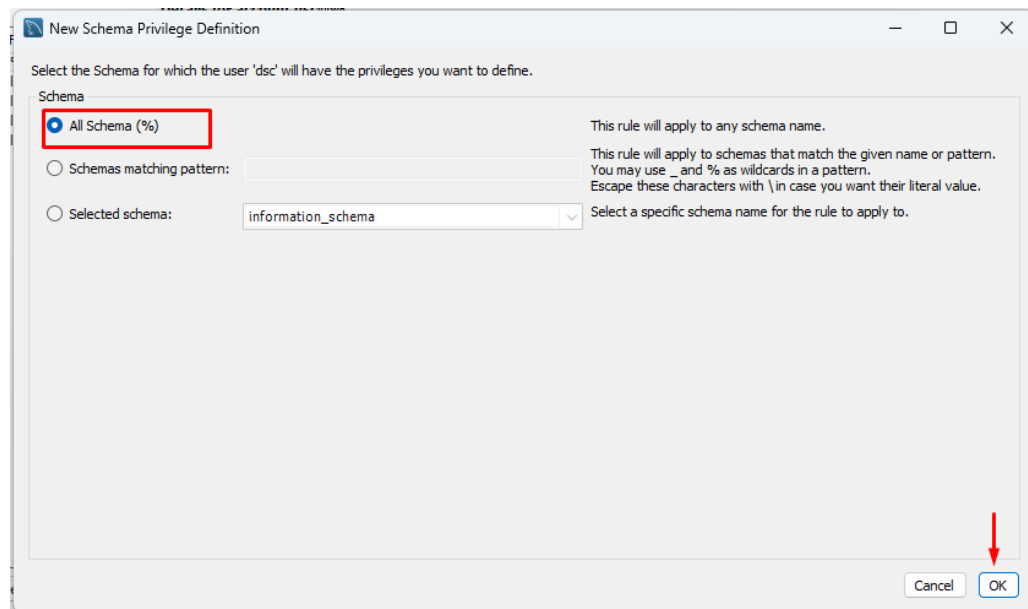 New Schema Privilege Definition
Select the Schema for which the user 'dsc' will have the privileges you want to define.
Schema
All Schema (%)
This rule will apply to any schema name.
Schemas matching pattern:
This rule will apply to schemas that match the given name or pattern.
You may use _ and % as wildcards in a pattern.
Escape these characters with \ in case you want their literal value.
Selected schema:
information_schema
Select a specific schema name for the rule to apply to.
Cancel
OK